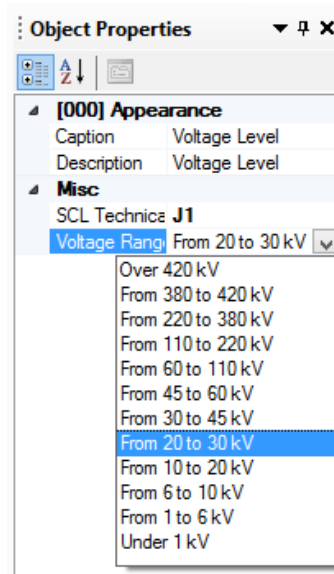 Object Properties
[000] Appearance
Caption Voltage Level
Description Voltage Level
Misc
SCL Technica J1
Voltage Rang From 20 to 30 kV
Over 420 kV
From 380 to 420 kV
From 220 to 380 kV
From 110 to 220 kV
From 60 to 110 kV
From 45 to 60 kV
From 30 to 45 kV
From 20 to 30 kV
From 10 to 20 kV
From 6 to 10 kV
From 1 to 6 kV
Under 1 kV